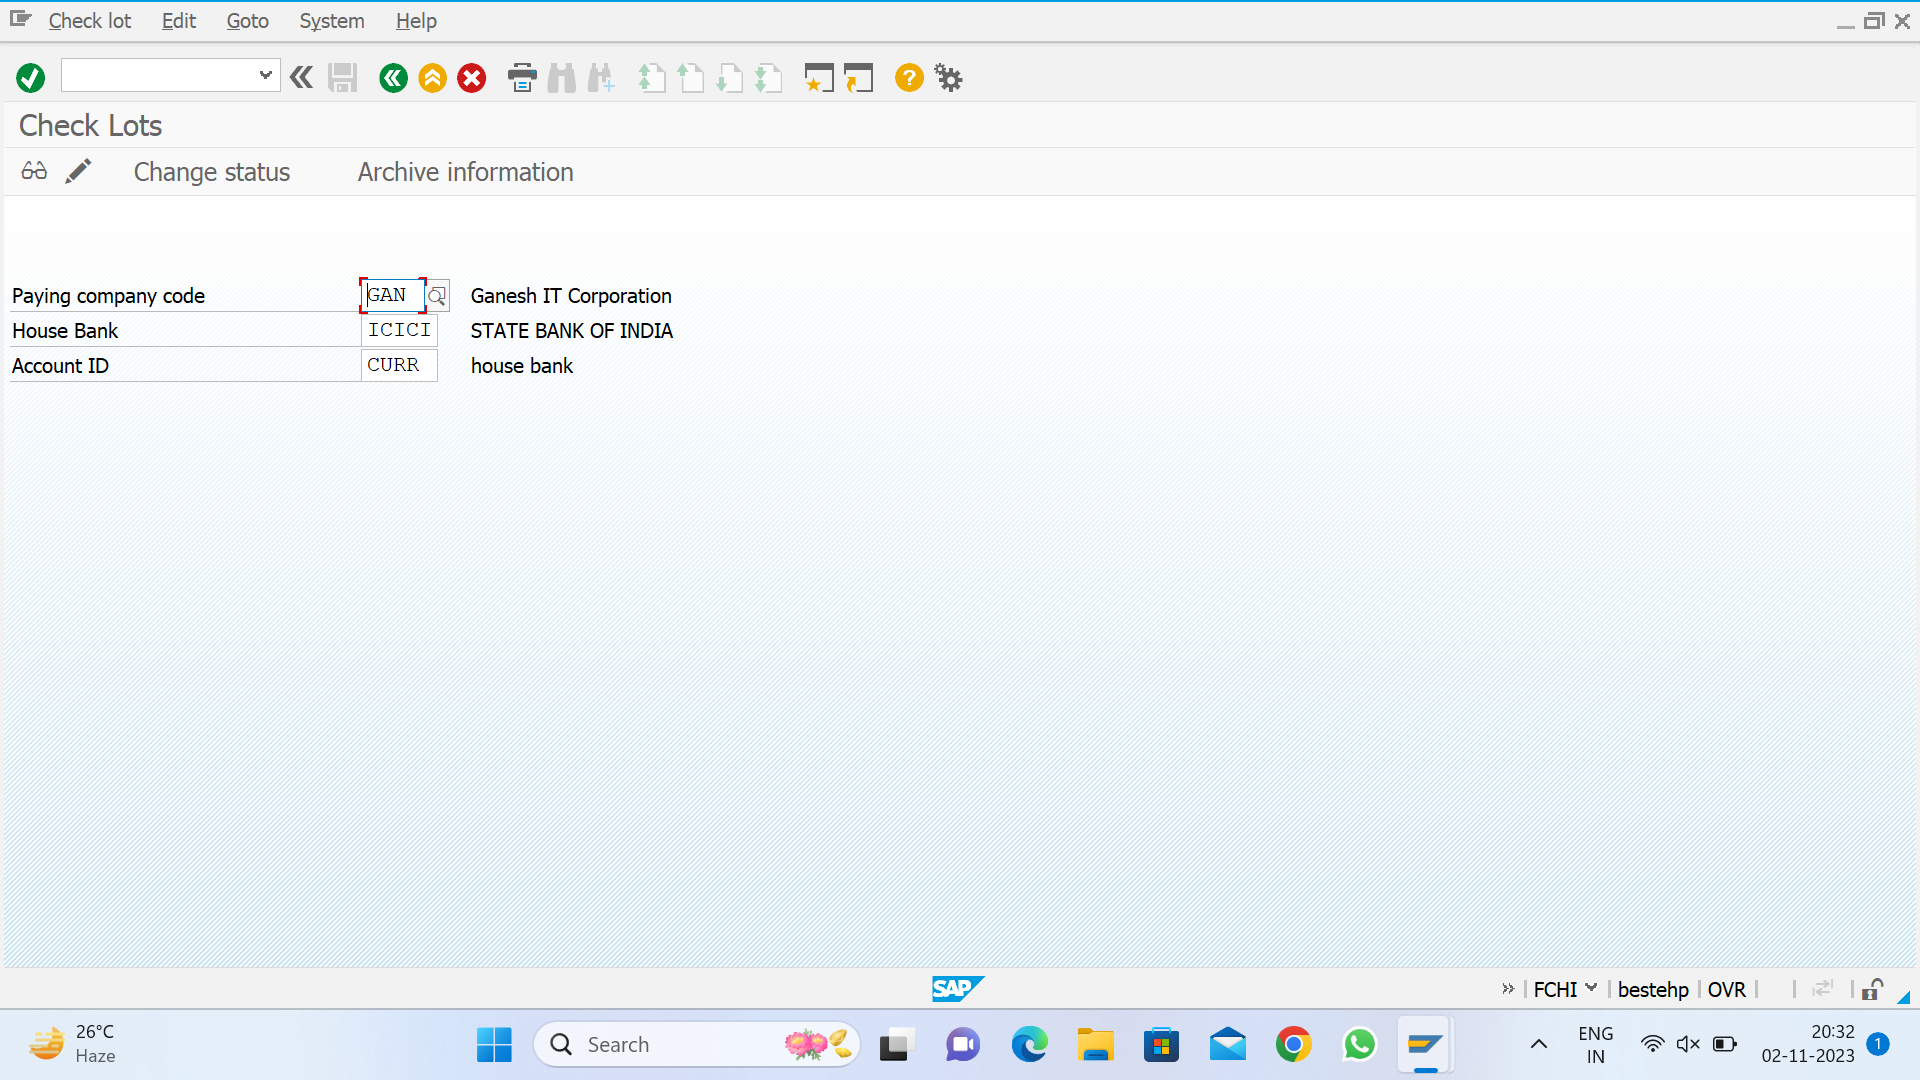 Check lot Edit Goto System Help
Check Lots
Change status Archive information
Paying company code GAN Ganesh IT Corporation
House Bank ICICI STATE BANK OF INDIA
Account ID CURR house bank
SAP FCHI bestehp OVR
26°C
Haze
Search
ENG
IN
20:32
02-11-2023
1